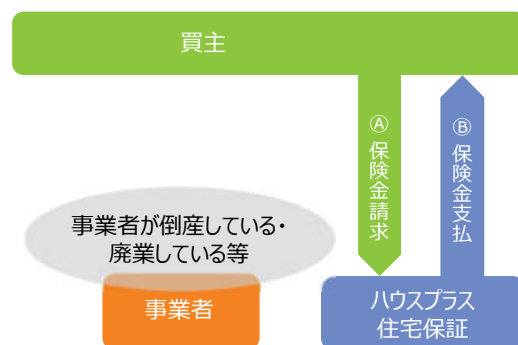 買主
Ⓐ保険金請求
Ⓑ保険金支払
事業者が倒産している・
廃業している等
事業者
ハウスプラス
住宅保証